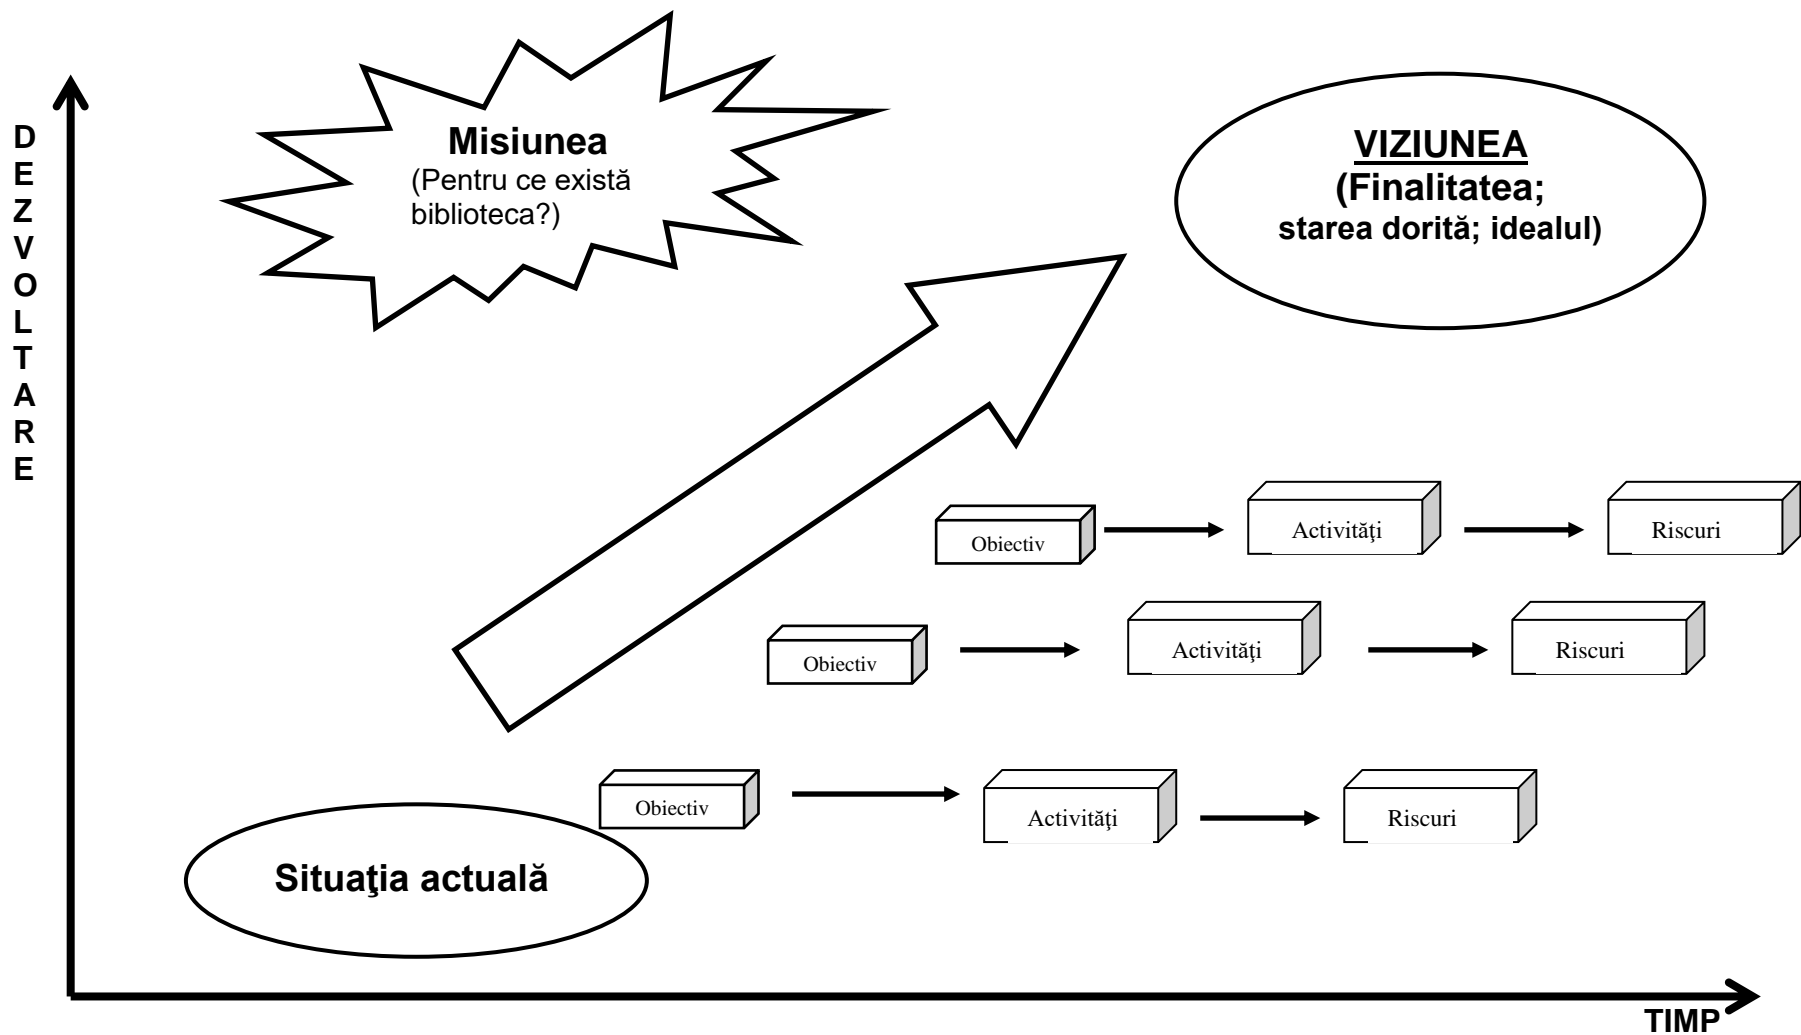 Misiunea
(Pentru ce există
biblioteca?)
VIZIUNEA
(Finalitatea;
starea dorită; idealul)
DEZVOLTARE
Obiectiv
Activităţi
Riscuri
Obiectiv
Activităţi
Riscuri
Obiectiv
Activităţi
Riscuri
Situaţia actuală
TIMP